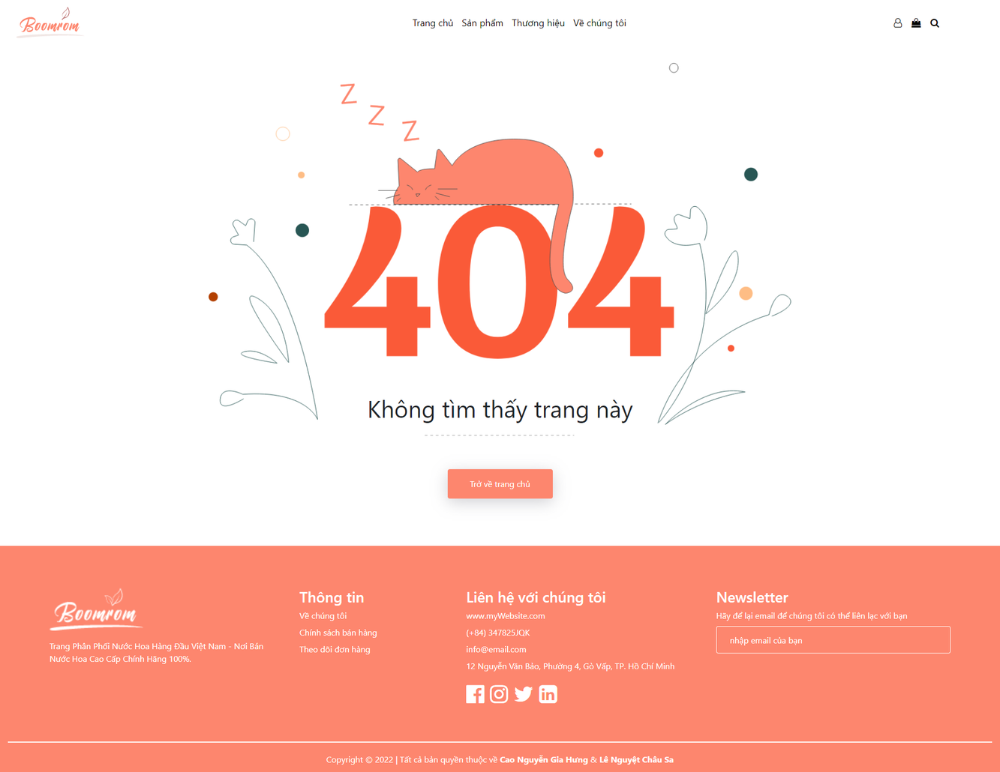 Boomrom
Trang chủ Sản phẩm Thương hiệu Về chúng tôi
Z
Z
Z
404
Không tìm thấy trang này
Trở về trang chủ
Boomrom
Trang Phân Phối Nước Hoa Hàng Đầu Việt Nam - Nơi Bán
Nước Hoa Cao Cấp Chính Hãng 100%.
Thông tin
Về chúng tôi
Chính sách bán hàng
Theo dõi đơn hàng
Liên hệ với chúng tôi
www.myWebsite.com
(+84) 347825JQK
info@email.com
12 Nguyễn Văn Bảo, Phường 4, Gò Vấp, TP. Hồ Chí Minh
Newsletter
Hãy để lại email để chúng tôi có thể liên lạc với bạn
nhập email của bạn
Copyright © 2022 | Tất cả bản quyền thuộc về Cao Nguyễn Gia Hưng & Lê Nguyệt Châu Sa